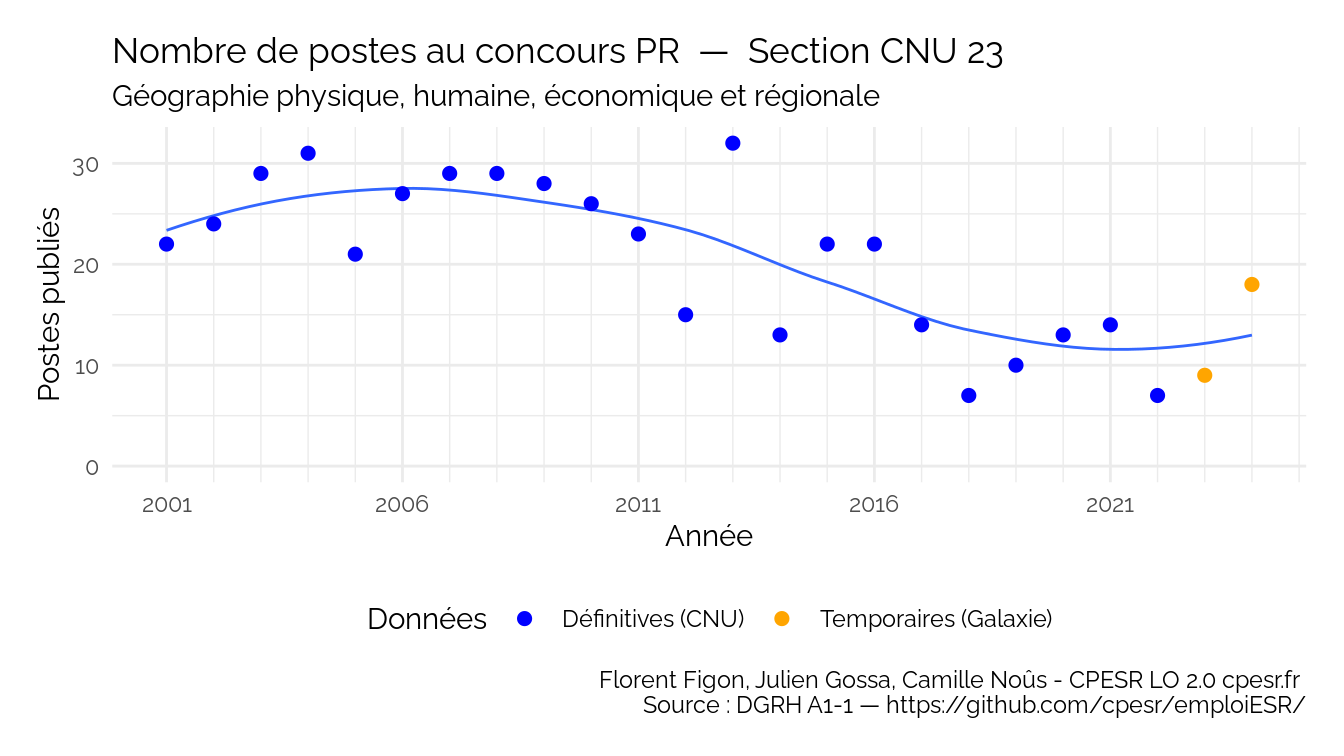 Nombre de postes au concours PR — Section CNU 23
Géographie physique, humaine, économique et régionale
Postes publiés
30
20
10
0
2001 2006 2011 2016 2021
Année
Données Définitives (CNU) Temporaires (Galaxie)
Florent Figon, Julien Gossa, Camille Noûs - CPESR LO 2.0 cpesr.fr
Source : DGRH A1-1 — https://github.com/cpesr/emploiESR/